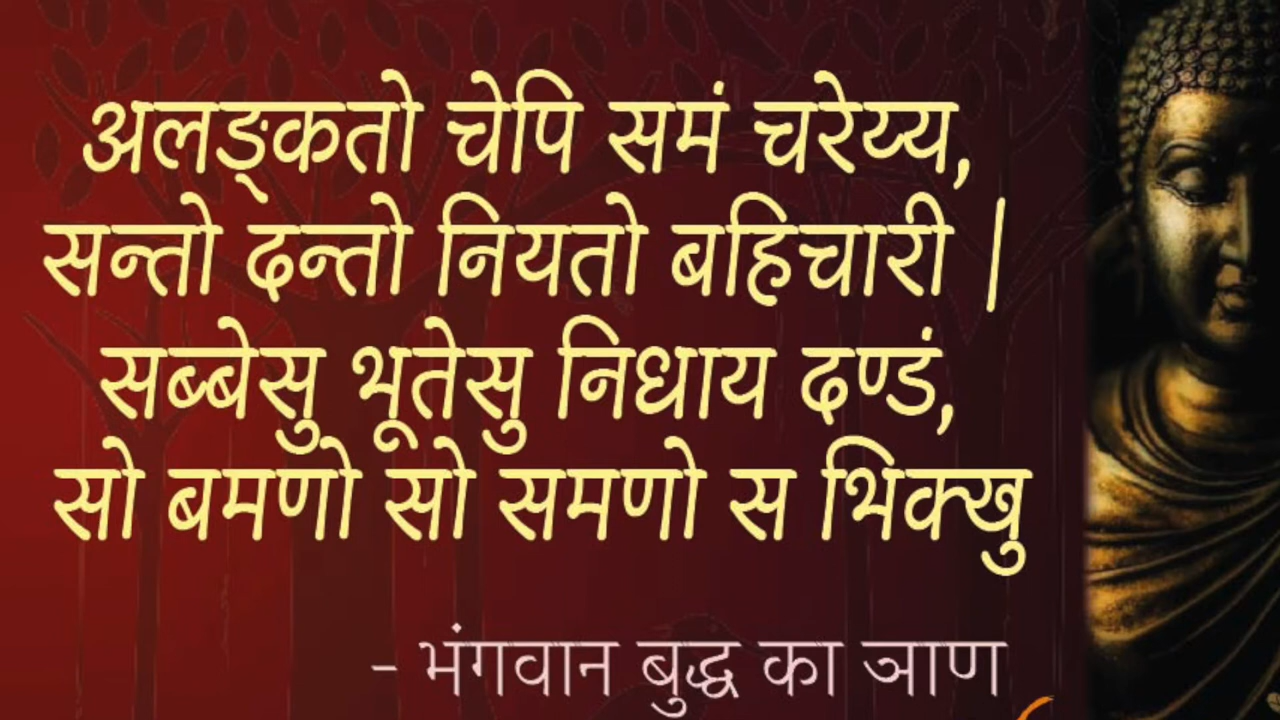 अलङ्कतो चेपि समं चरेय्य,
सन्तो दन्तो नियतो बहिचारी |
सब्बेसु भूतेसु निधाय दण्डं,
सो बमणो सो समणो स भिक्खु
- भंगवान बुद्ध का ञाण